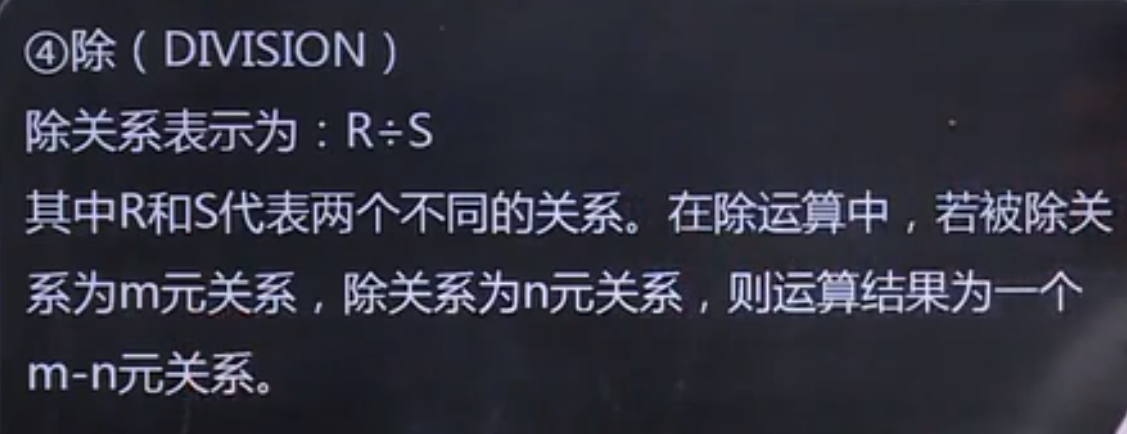 ④除（DIVISION）
除关系表示为：R÷S
其中R和S代表两个不同的关系。在除运算中，若被除关
系为m元关系，除关系为n元关系，则运算结果为一个
m-n元关系。